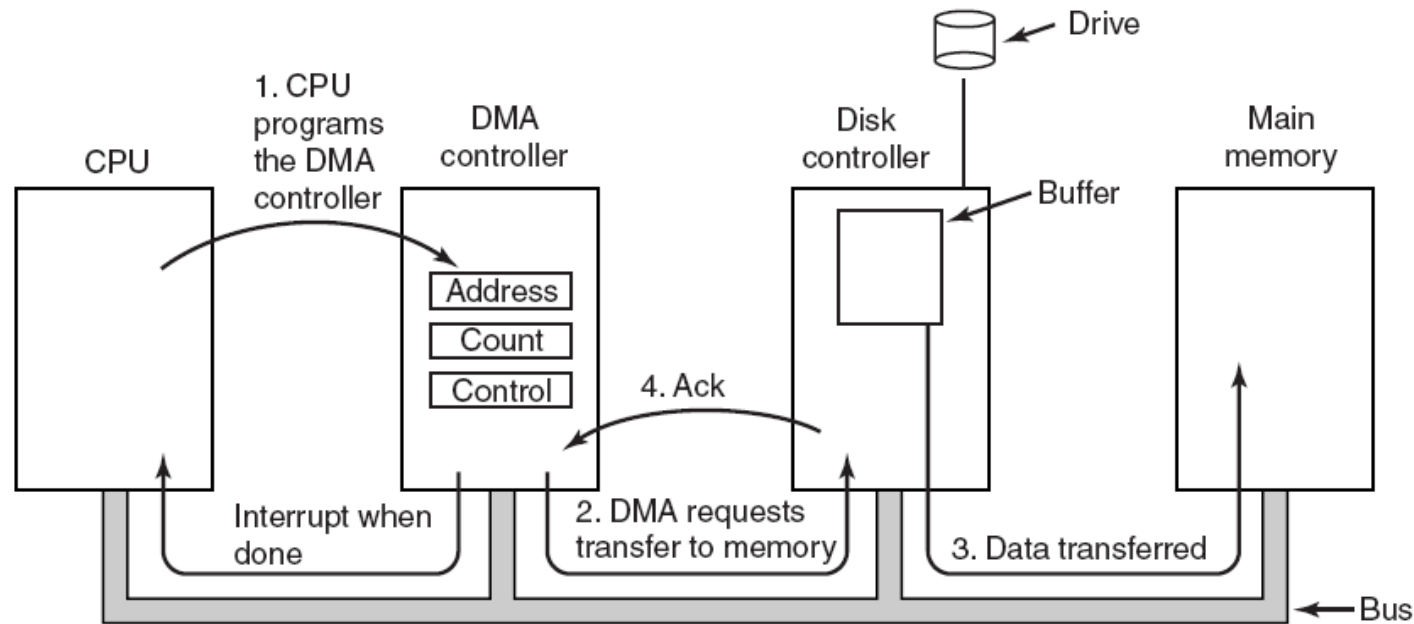 Drive
1. CPU
programs
the DMA
controller
CPU
DMA
controller
Disk
controller
Main
memory
Buffer
Address
Count
Control
4. Ack
Interrupt when
done
2. DMA requests
transfer to memory
3. Data transferred
Bus